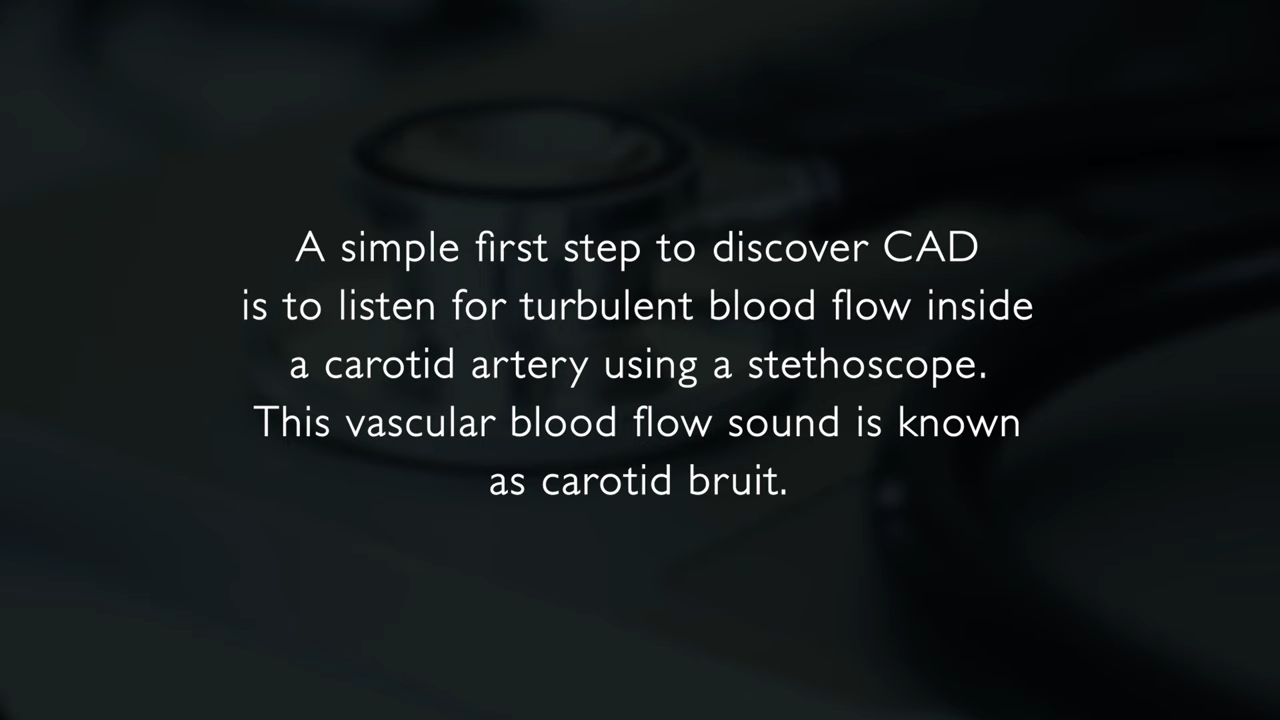 A simple first step to discover CAD
is to listen for turbulent blood flow inside
a carotid artery using a stethoscope.
This vascular blood flow sound is known
as carotid bruit.